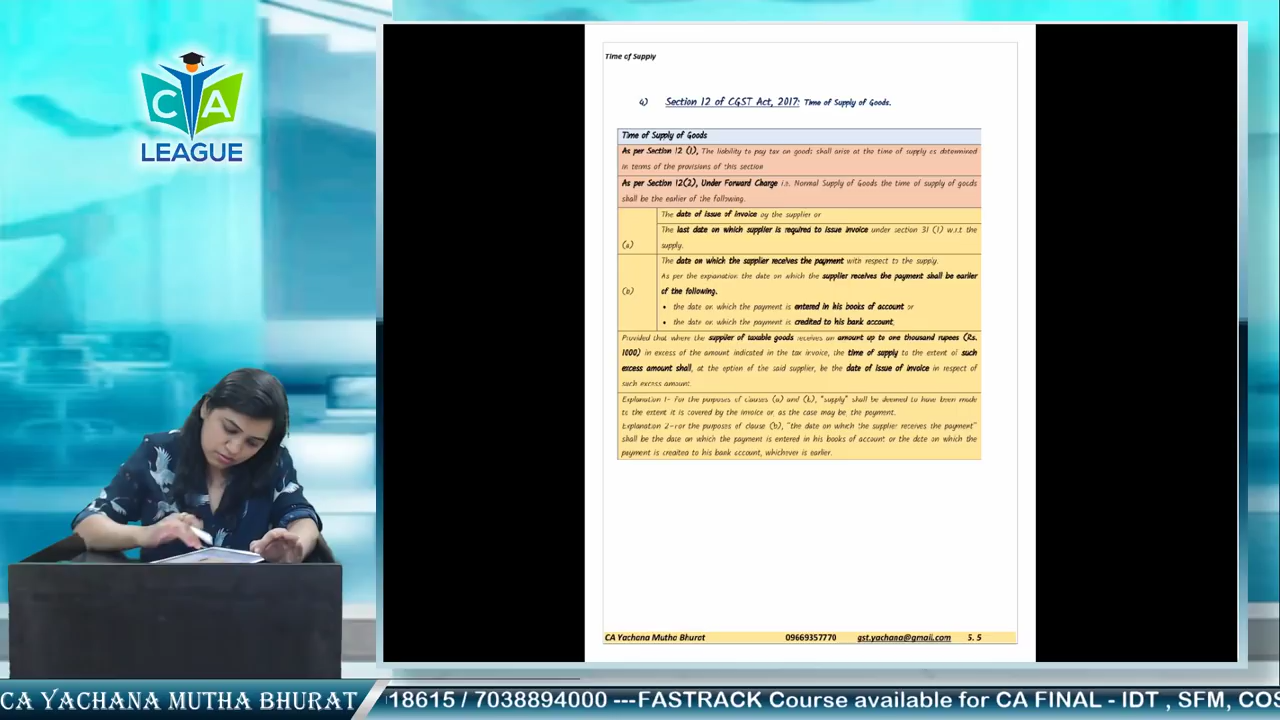 CA
LEAGUE
Time of Supply
4) Section 12 of CGST Act, 2017: Time of Supply of Goods.
Time of Supply of Goods
As per Section 12 (1), The liability to pay tax on goods shall arise at the time of supply as determined
in terms of the provisions of this section
As per Section 12(2), Under Forward Charge i.e. Normal Supply of Goods the time of supply of goods
shall be the earlier of the following.
The date of issue of invoice by the supplier or
The last date on which supplier is required to issue invoice under section 31 (1) w.r.t the
(a) supply.
The date on which the supplier receives the payment with respect to the supply.
As per the explanation the date on which the supplier receives the payment shall be earlier
(b) of the following.
• the date on which the payment is entered in his books of account or
• the date on which the payment is credited to his bank account,
Provided that where the supplier of taxable goods receives an amount up to one thousand rupees (Rs.
1000) in excess of the amount indicated in the tax invoice, the time of supply to the extent of such
excess amount shall, at the option of the said supplier, be the date of issue of invoice in respect of
such excess amount.
Explanation 1- For the purposes of clauses (a) and (b), "supply" shall be deemed to have been made
to the extent it is covered by the invoice or, as the case may be, the payment.
Explanation 2-For the purposes of clause (b), "the date on which the supplier receives the payment"
shall be the date on which the payment is entered in his books of account or the date on which the
payment is credited to his bank account, whichever is earlier.
CA Yachana Mutha Bhurat 09669357770 gst.yachana@gmail.com 5. 5
CA YACHANA MUTHA BHURAT 18615 / 7038894000 ---FASTRACK Course available for CA FINAL - IDT , SFM, COS